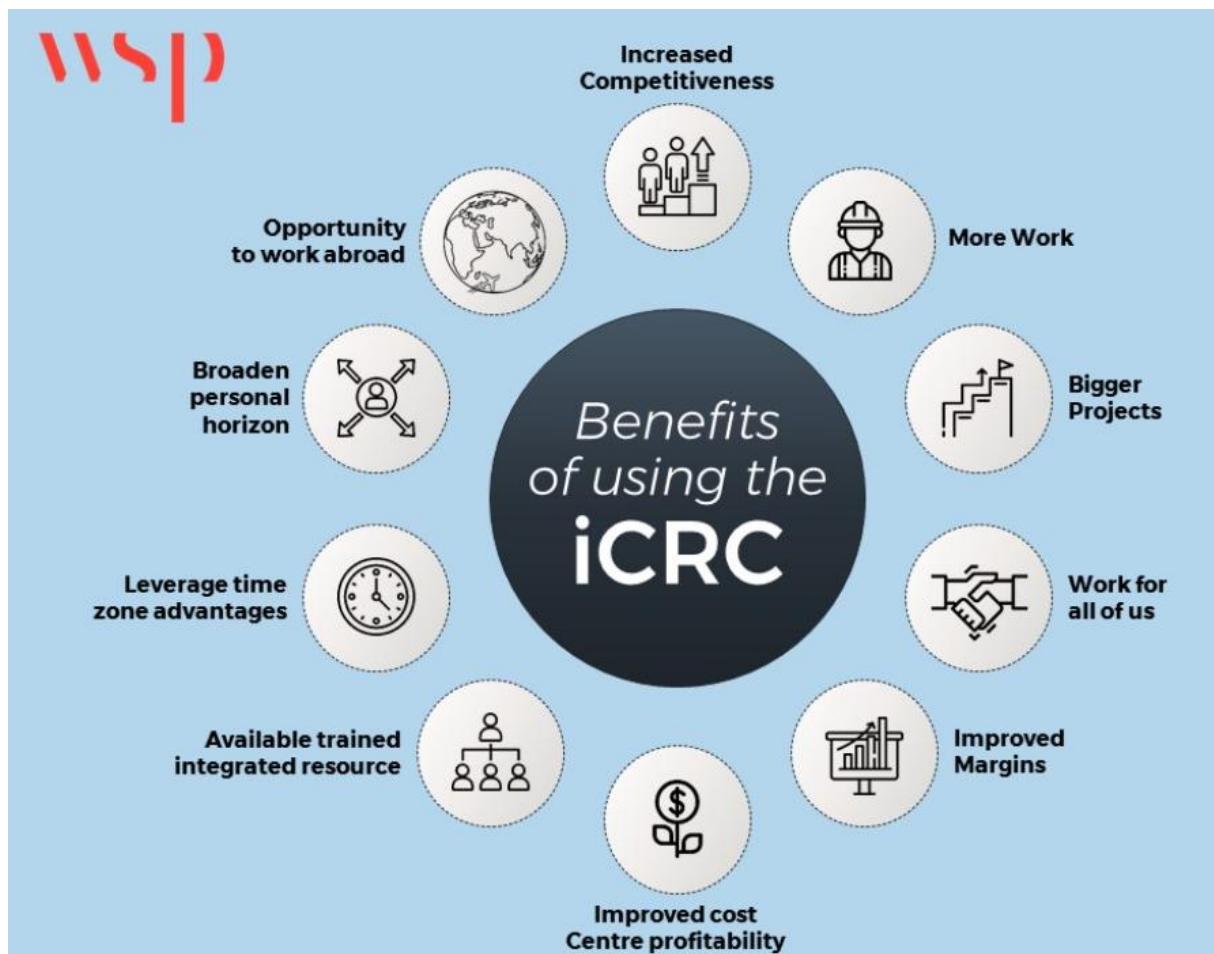 wsp
Increased
Competitiveness
More Work
Bigger
Projects
Work for
all of us
Improved
Margins
Improved cost
Centre profitability
Available trained
integrated resource
Leverage time
zone advantages
Broaden
personal
horizon
Opportunity
to work abroad
Benefits
of using the
iCRC